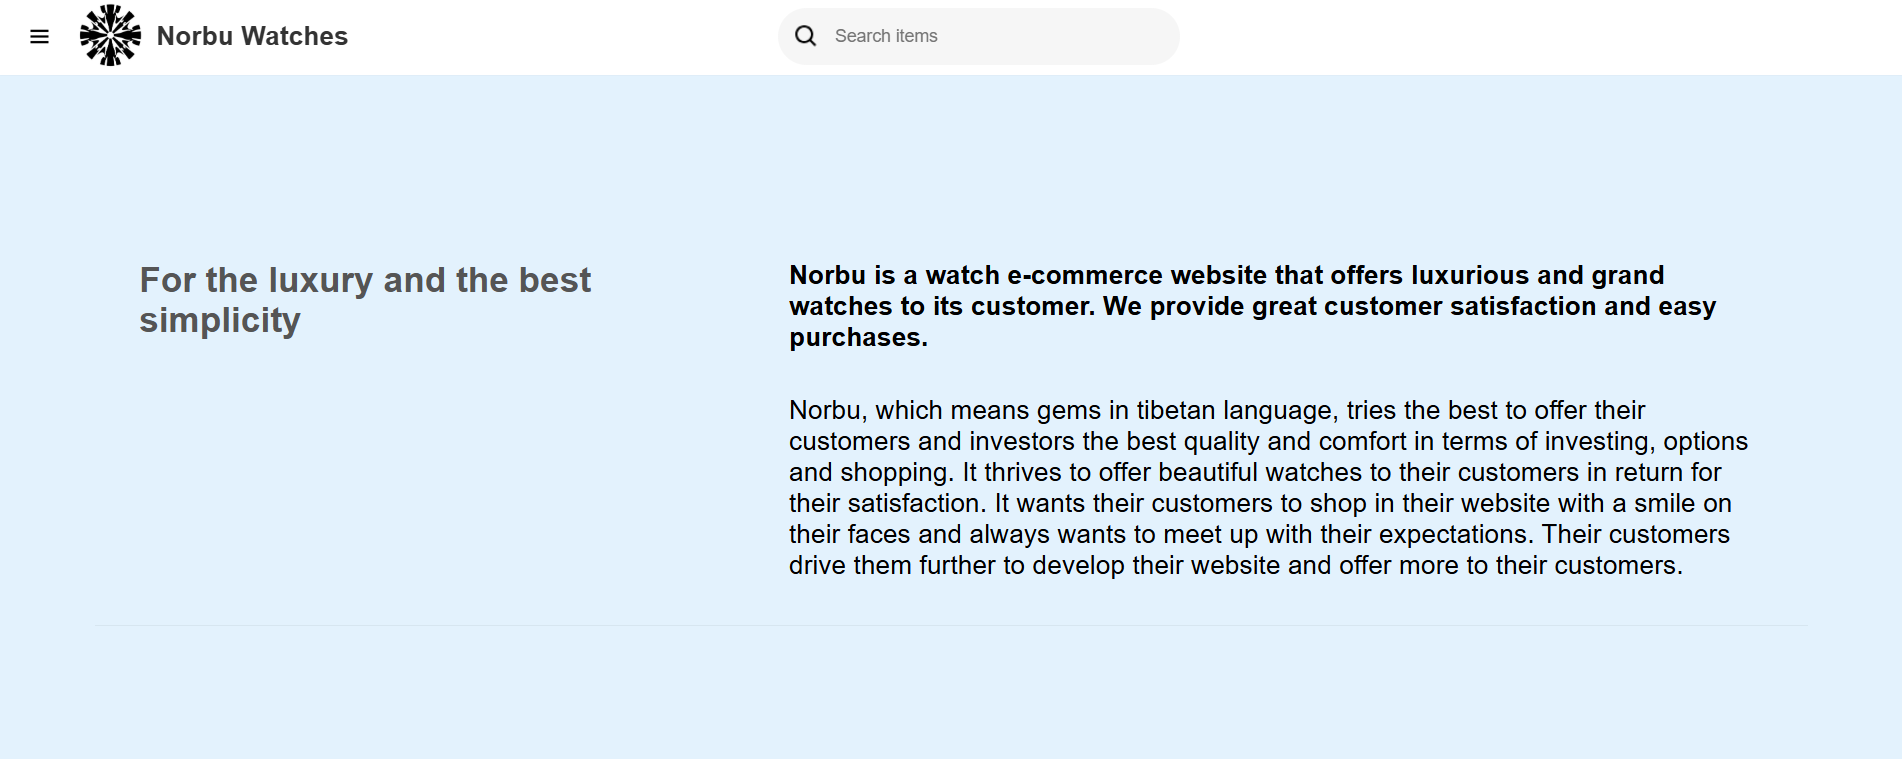 Norbu Watches
Search items
For the luxury and the best
simplicity
Norbu is a watch e-commerce website that offers luxurious and grand
watches to its customer. We provide great customer satisfaction and easy
purchases.
Norbu, which means gems in tibetan language, tries the best to offer their
customers and investors the best quality and comfort in terms of investing, options
and shopping. It thrives to offer beautiful watches to their customers in return for
their satisfaction. It wants their customers to shop in their website with a smile on
their faces and always wants to meet up with their expectations. Their customers
drive them further to develop their website and offer more to their customers.